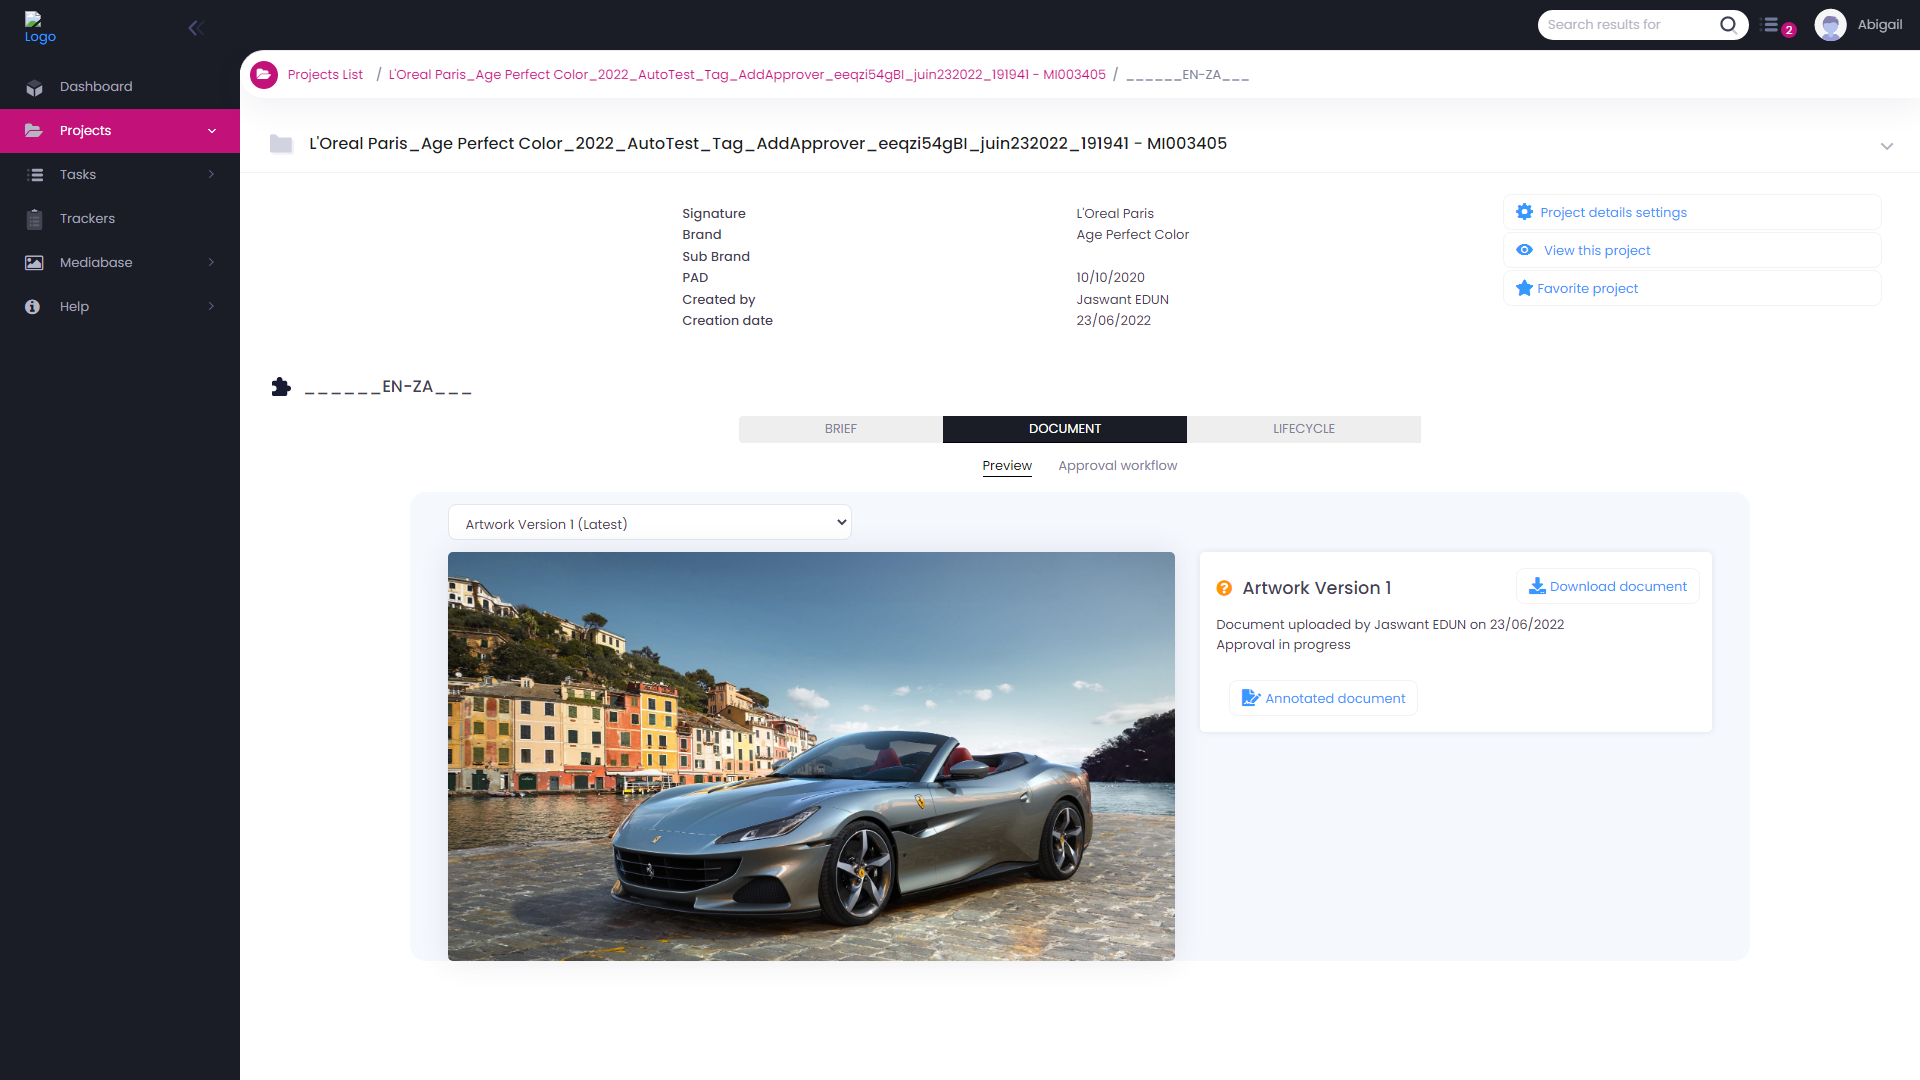 Logo
Search results for
2
Abigail
Dashboard
Projects
Tasks
Trackers
Mediabase
Help
Projects List / L'Oreal Paris_Age Perfect Color_2022_AutoTest_Tag_AddApprover_eeqzi54gBI_juin232022_191941 - MI003405 / ______EN-ZA___
L'Oreal Paris_Age Perfect Color_2022_AutoTest_Tag_AddApprover_eeqzi54gBI_juin232022_191941 - MI003405
Signature L'Oreal Paris
Brand Age Perfect Color
Sub Brand
PAD 10/10/2020
Created by Jaswant EDUN
Creation date 23/06/2022
Project details settings
View this project
Favorite project
______EN-ZA___
BRIEF DOCUMENT LIFECYCLE
Preview Approval workflow
Artwork Version 1 (Latest)
Artwork Version 1
Download document
Document uploaded by Jaswant EDUN on 23/06/2022
Approval in progress
Annotated document